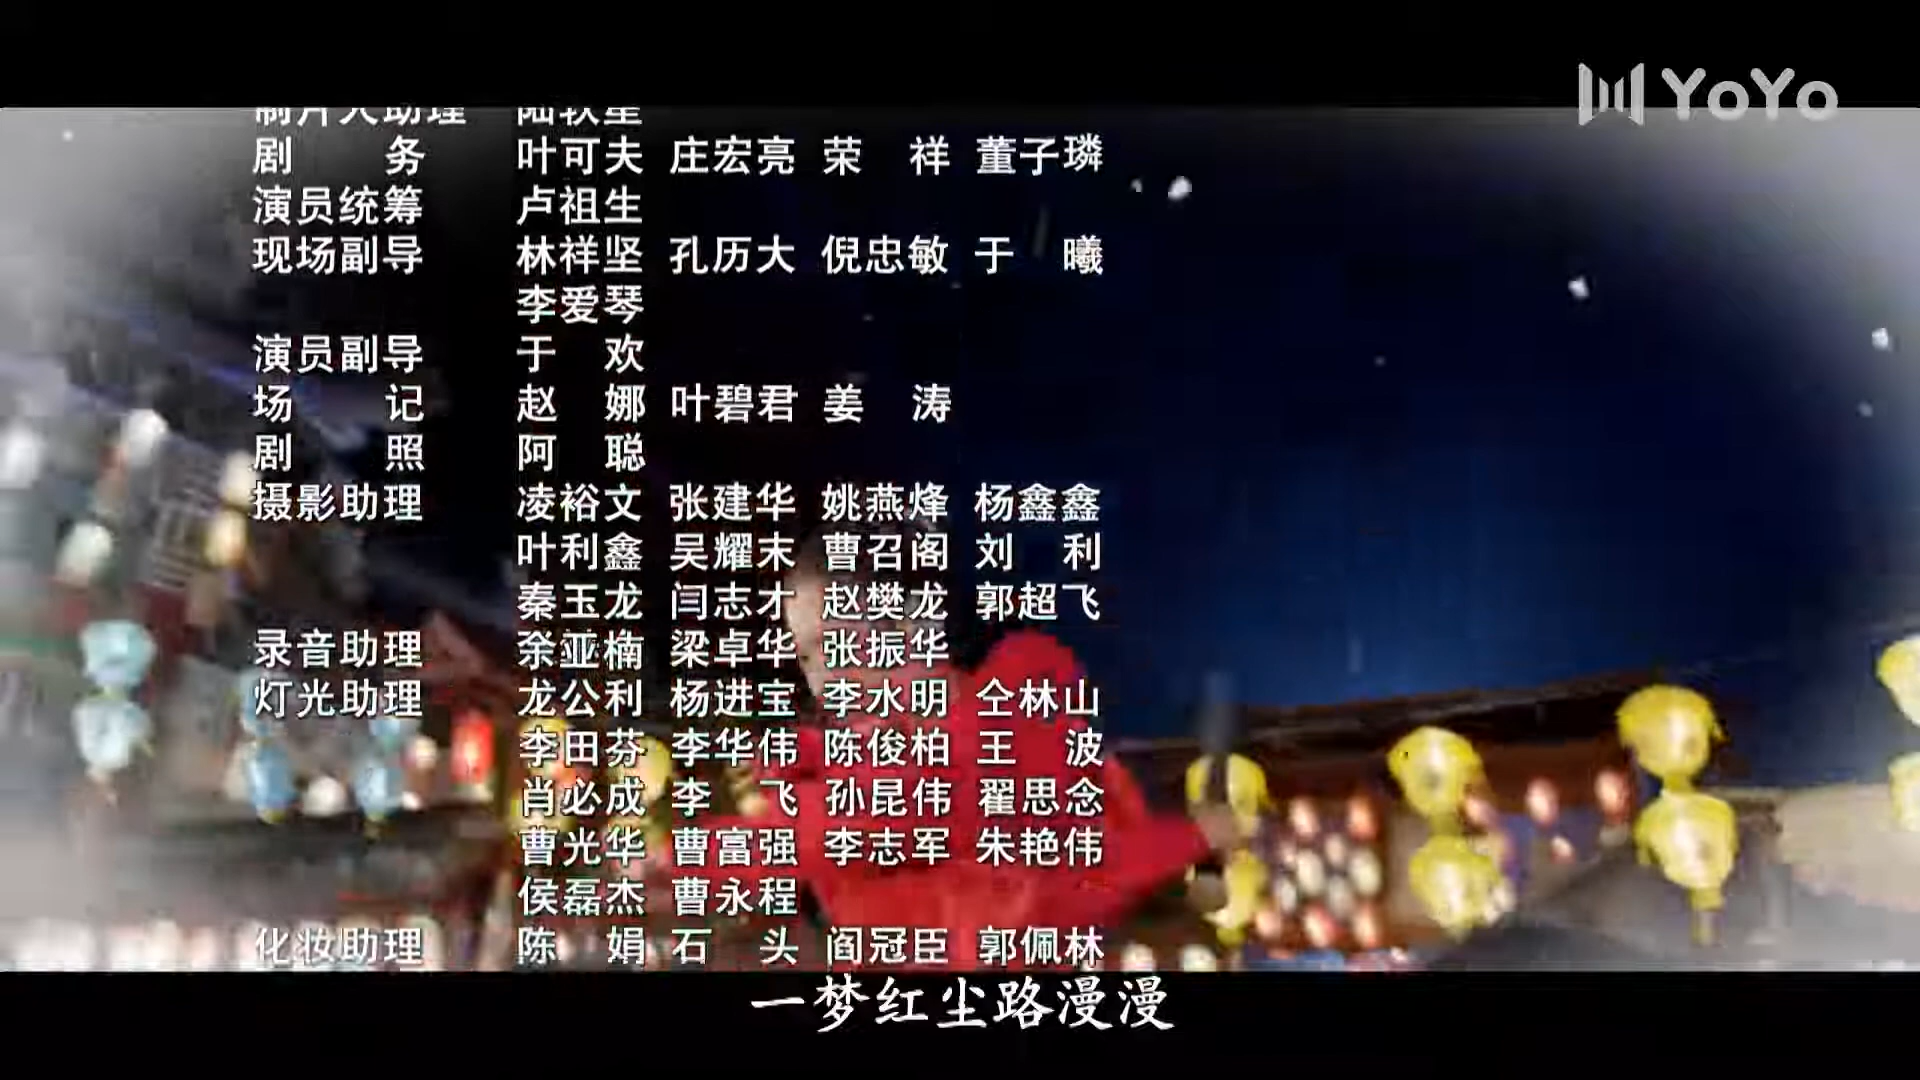 YoYo
制片人助理 陆轶星
剧 务 叶可夫 庄宏亮 荣 祥 董子璘
演员统筹 卢祖生
现场副导 林祥坚 孔历大 倪忠敏 于 曦
李爱琴
演员副导 于 欢
场 记 赵 娜 叶碧君 姜 涛
剧 照 阿 聪
摄影助理 凌裕文 张建华 姚燕烽 杨鑫鑫
叶利鑫 吴耀末 曹召阁 刘 利
秦玉龙 闫志才 赵樊龙 郭超飞
录音助理 余亚楠 梁卓华 张振华
灯光助理 龙公利 杨进宝 李水明 仝林山
李田芬 李华伟 陈俊柏 王 波
肖必成 李 飞 孙昆伟 翟思念
曹光华 曹富强 李志军 朱艳伟
侯磊杰 曹永程
化妆助理 陈 娟 石 头 阎冠臣 郭佩林
一梦红尘路漫漫